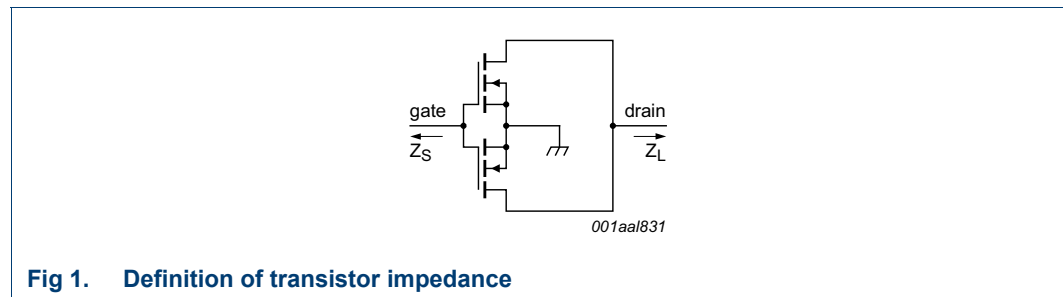 gate
drain
Z_S
Z_L
001aal831
Fig 1. Definition of transistor impedance